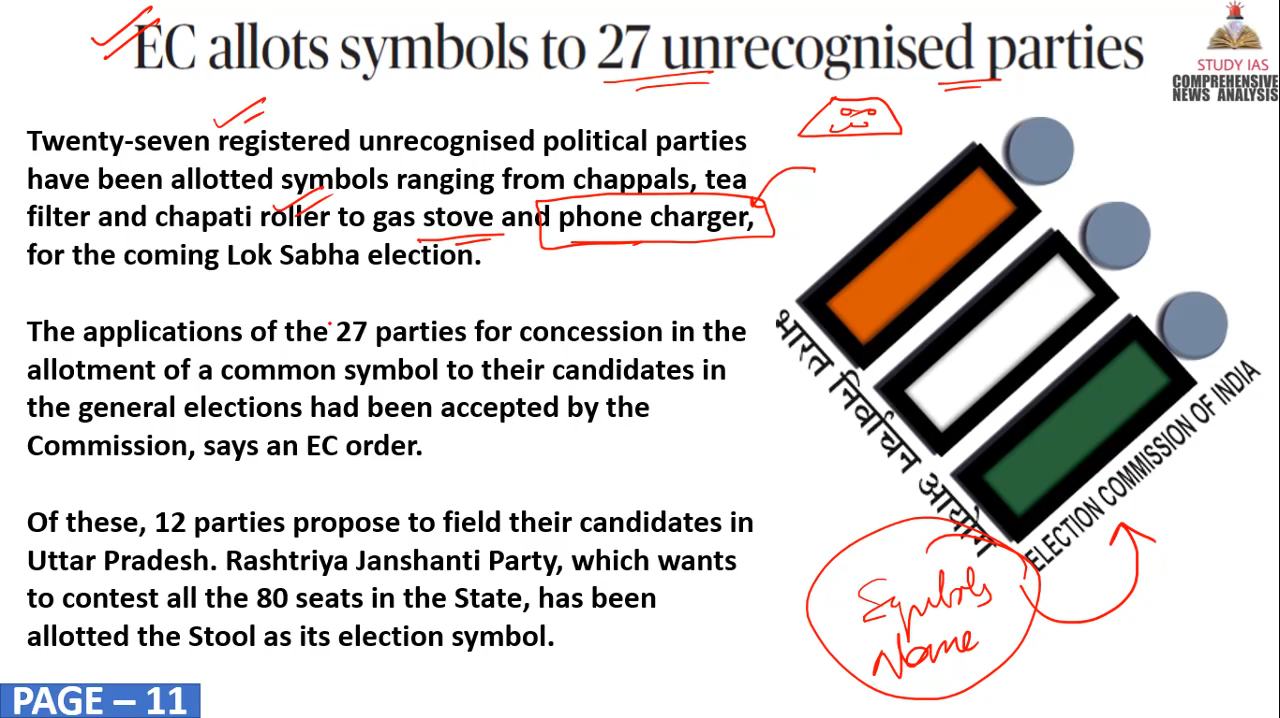 EC allots symbols to 27 unrecognised parties
STUDY IAS
COMPREHENSIVE
NEWS ANALYSIS
Twenty-seven registered unrecognised political parties
have been allotted symbols ranging from chappals, tea
filter and chapati roller to gas stove and phone charger,
for the coming Lok Sabha election.
The applications of the 27 parties for concession in the
allotment of a common symbol to their candidates in
the general elections had been accepted by the
Commission, says an EC order.
Of these, 12 parties propose to field their candidates in
Uttar Pradesh. Rashtriya Janshanti Party, which wants
to contest all the 80 seats in the State, has been
allotted the Stool as its election symbol.
भारत निर्वाचन आयोग
ELECTION COMMISSION OF INDIA
Symbols
Name
PAGE – 11